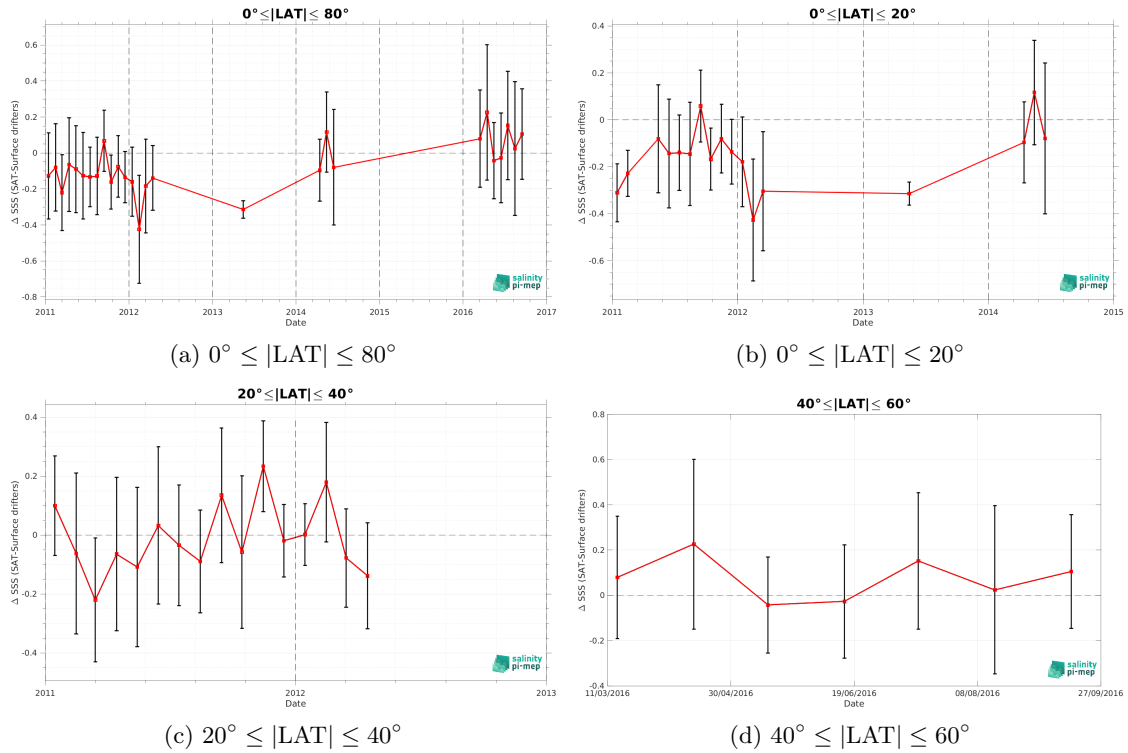 0°≤|LAT|≤ 80°
Δ SSS (SAT-Surface drifters)
0.6
0.4
0.2
0
-0.2
-0.4
-0.6
-0.8
2011
2012
2013
2014
2015
2016
2017
Date
salinity
pi-mep
(a) 0° ≤ |LAT| ≤ 80°
0°≤|LAT|≤ 20°
Δ SSS (SAT-Surface drifters)
0.4
0.2
0
-0.2
-0.4
-0.6
2011
2012
2013
2014
2015
Date
salinity
pi-mep
(b) 0° ≤ |LAT| ≤ 20°
20°≤|LAT|≤ 40°
Δ SSS (SAT-Surface drifters)
0.4
0.2
0
-0.2
-0.4
2011
2012
2013
Date
salinity
pi-mep
(c) 20° ≤ |LAT| ≤ 40°
40°≤|LAT|≤ 60°
Δ SSS (SAT-Surface drifters)
0.8
0.6
0.4
0.2
0
-0.2
-0.4
11/03/2016
30/04/2016
19/06/2016
08/08/2016
27/09/2016
Date
salinity
pi-mep
(d) 40° ≤ |LAT| ≤ 60°